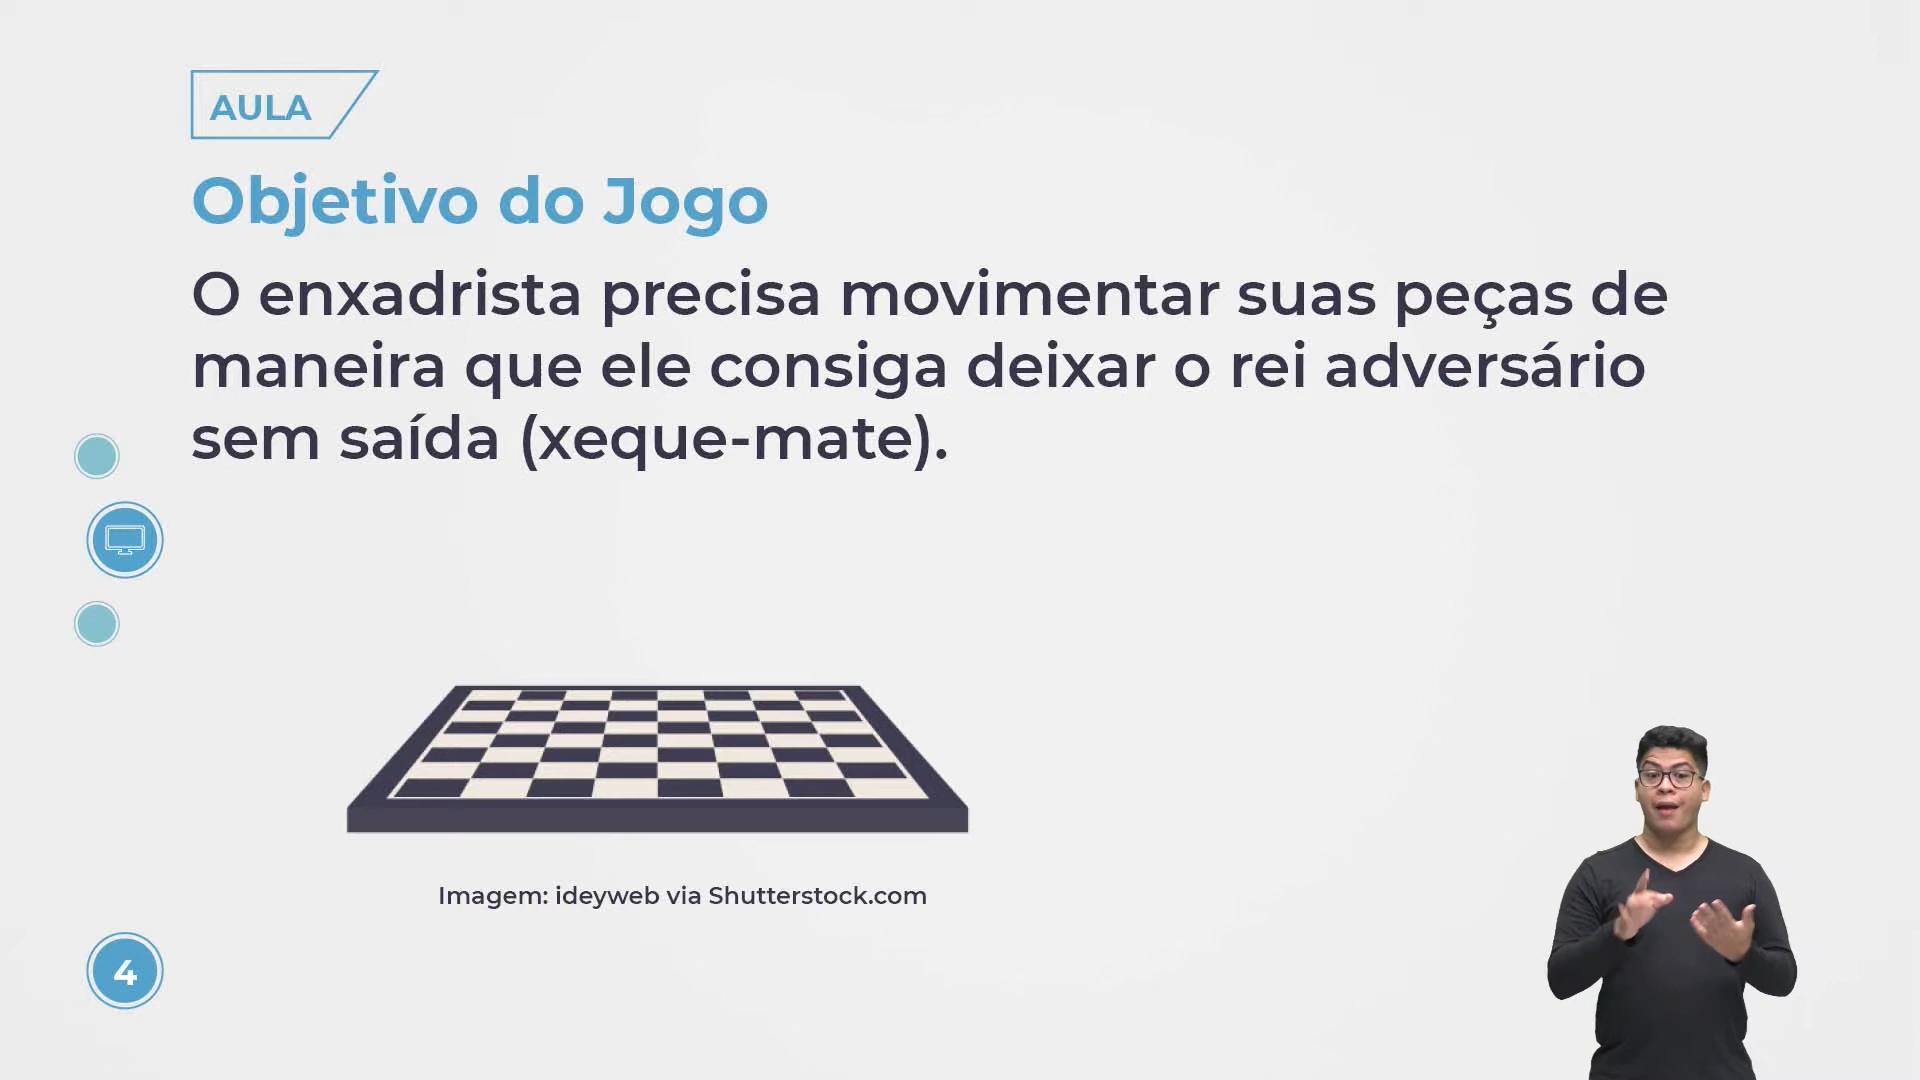 AULA
Objetivo do Jogo
O enxadrista precisa movimentar suas peças de
maneira que ele consiga deixar o rei adversário
sem saída (xeque-mate).
Imagem: ideyweb via Shutterstock.com
4